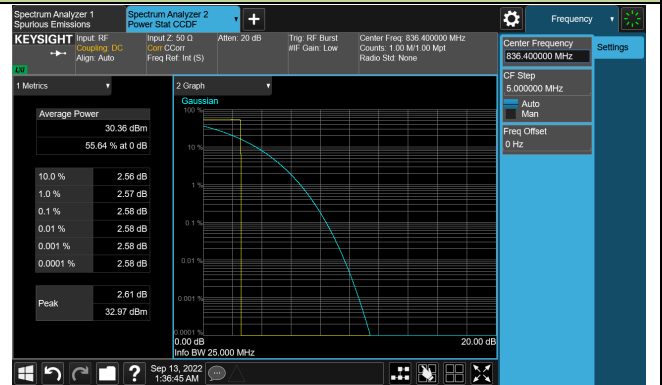 Spectrum Analyzer 1
Spurious Emissions
Spectrum Analyzer 2
Power Stat CCDF
Frequency
KEYSIGHT
Input: RF
Coupling: DC
Align: Auto
Input Z: 50 Ω
Corr CCorr
Freq Ref: Int (S)
Atten: 20 dB
Trig: RF Burst
#IF Gain: Low
Center Freq: 836.400000 MHz
Counts: 1.00 M/1.00 Mpt
Radio Std: None
LXI
Center Frequency
836.400000 MHz
Settings
CF Step
5.000000 MHz
Auto
Man
Freq Offset
0 Hz
1 Metrics
Average Power
30.36 dBm
55.64 % at 0 dB
10.0 % 2.56 dB
1.0 % 2.57 dB
0.1 % 2.58 dB
0.01 % 2.58 dB
0.001 % 2.58 dB
0.0001 % 2.58 dB
Peak
2.61 dB
32.97 dBm
2 Graph
Gaussian
100 %
10 %
1 %
0.1 %
0.01 %
0.001 %
0.0001 %
0.00 dB
20.00 dB
Info BW 25.000 MHz
?
Sep 13, 2022
1:36:45 AM